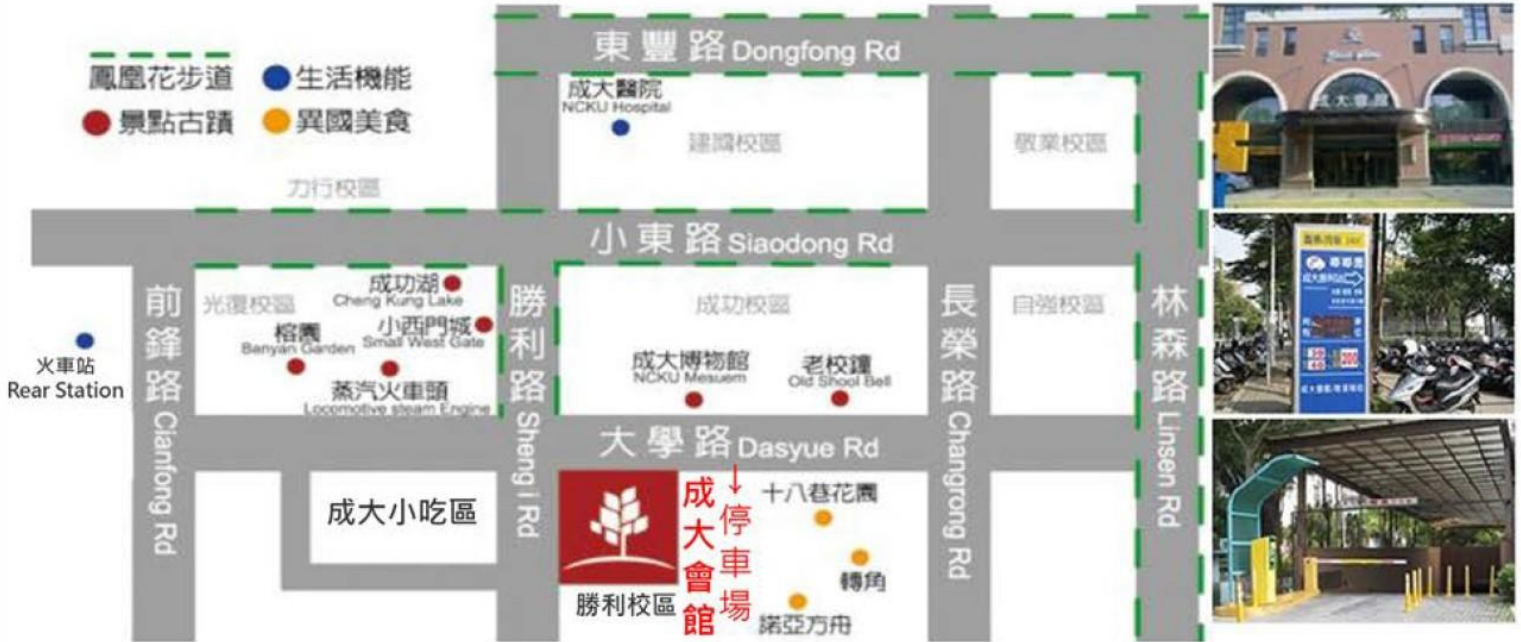 東豐路 Dongfong Rd
鳳凰花步道
生活機能
景點古蹟
異國美食
成大醫院
NCKU Hospital
建國校區
敬業校區
力行校區
小東路 Siaodong Rd
前鋒路 Cianfong Rd
光復校區
成功湖
Cheng Kung Lake
小西門城
Small West Gate
榕園
Banyan Garden
蒸汽火車頭
Locomotive steam Engine
火車站
Rear Station
勝利路 Sheng i Rd
成功校區
成大博物館
NCKU Mesuem
老校鐘
Old Shool Bell
長榮路 Changrong Rd
自強校區
林森路 Linsen Rd
大學路 Dasyue Rd
成大小吃區
勝利校區
成大會館
↓停車場
十八巷花園
轉角
諾亞方舟
成大會館
嘟嘟房
200